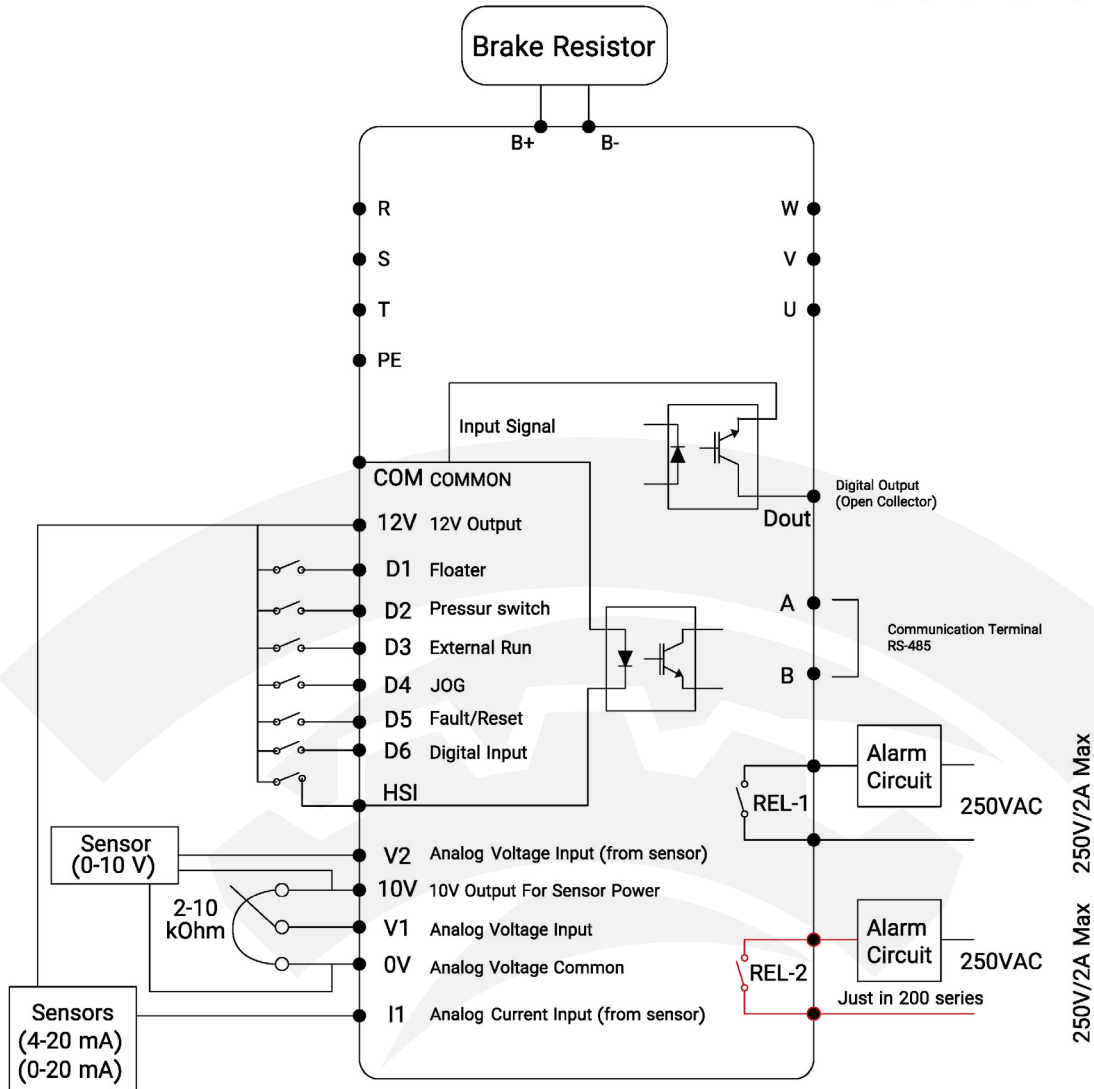 Brake Resistor
B+
B-
R
W
S
V
T
U
PE
Input Signal
COM COMMON
Digital Output
(Open Collector)
Dout
12V 12V Output
D1 Floater
D2 Pressur switch
A
D3 External Run
Communication Terminal
RS-485
B
D4 JOG
D5 Fault/Reset
D6 Digital Input
HSI
REL-1
Alarm
Circuit
250VAC
250V/2A Max
Sensor
(0-10 V)
V2 Analog Voltage Input (from sensor)
10V 10V Output For Sensor Power
2-10
kOhm
V1 Analog Voltage Input
0V Analog Voltage Common
REL-2
Alarm
Circuit
250VAC
250V/2A Max
Just in 200 series
Sensors
(4-20 mA)
(0-20 mA)
I1 Analog Current Input (from sensor)